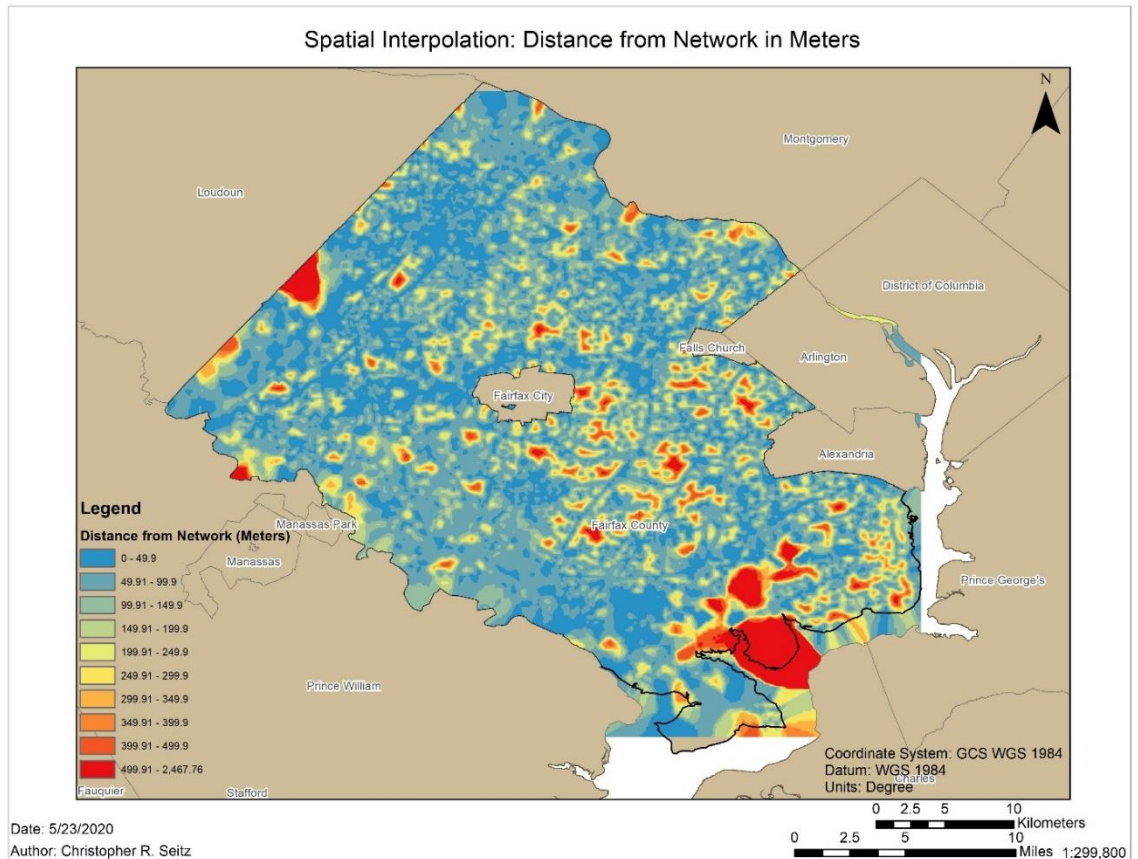 Spatial Interpolation: Distance from Network in Meters
N
Montgomery
Loudoun
District of Columbia
Falls Church
Arlington
Fairfax City
Alexandria
Legend
Distance from Network (Meters)
0 - 49.9
49.91 - 99.9
99.91 - 149.9
149.91 - 199.9
199.91 - 249.9
249.91 - 299.9
299.91 - 349.9
349.91 - 399.9
399.91 - 499.9
499.91 - 2,467.76
Manassas Park
Manassas
Fairfax County
Prince George's
Prince William
Coordinate System: GCS WGS 1984
Datum: WGS 1984
Charles
Units: Degree
Fauquier
Stafford
0 2.5 5 10
Kilometers
0 2.5 5 10
Miles 1:299,800
Date: 5/23/2020
Author: Christopher R. Seitz